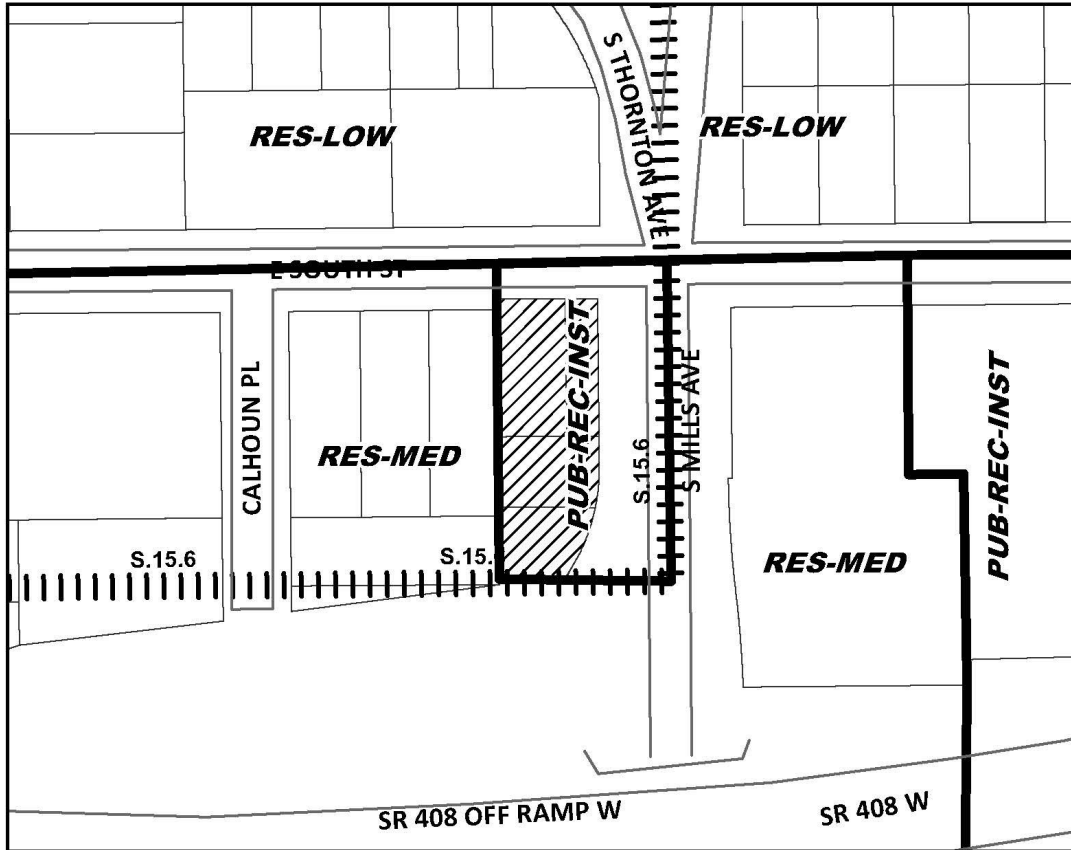 S THORNTON AVE
RES-LOW
RES-LOW
E SOUTH ST
PUB-REC-INST
S MILLS AVE
S.15.6
CALHOUN PL
RES-MED
PUB-REC-INST
S.15.6
S.15.
RES-MED
SR 408 OFF RAMP W
SR 408 W